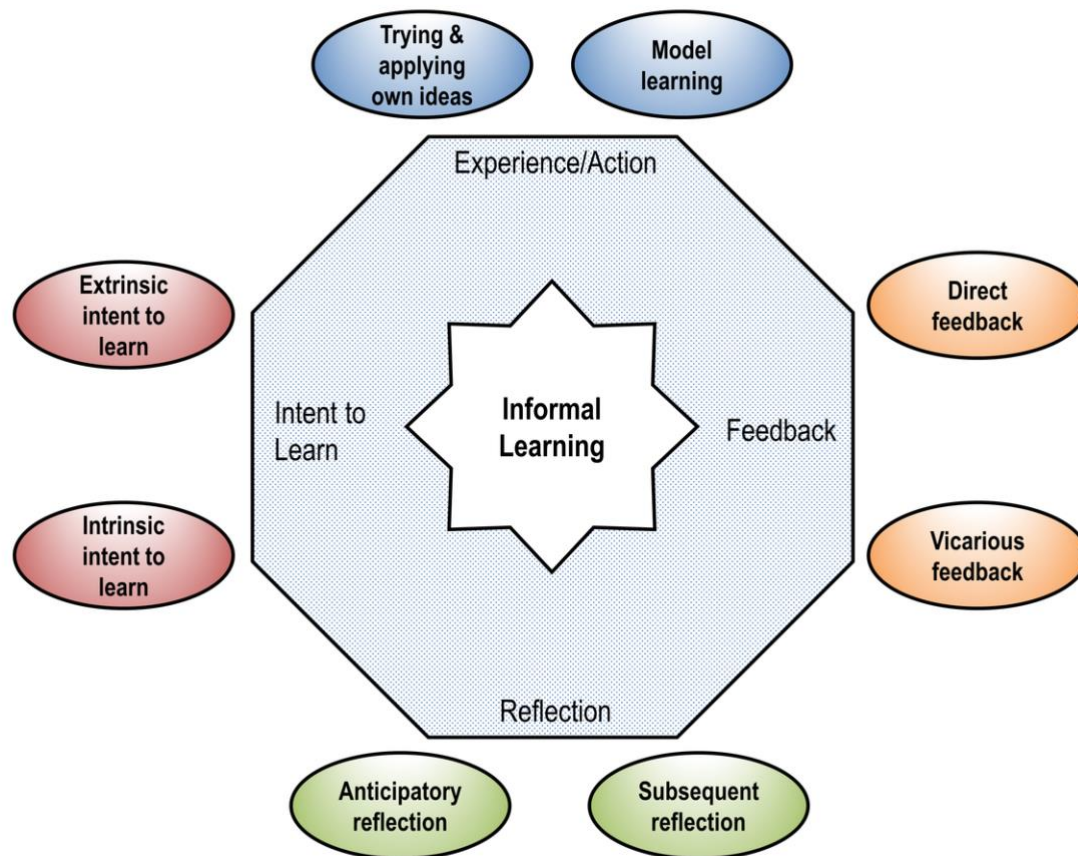 Trying &
applying
own ideas
Model
learning
Experience/Action
Extrinsic
intent to
learn
Direct
feedback
Intent to
Learn
Informal
Learning
Feedback
Intrinsic
intent to
learn
Vicarious
feedback
Reflection
Anticipatory
reflection
Subsequent
reflection